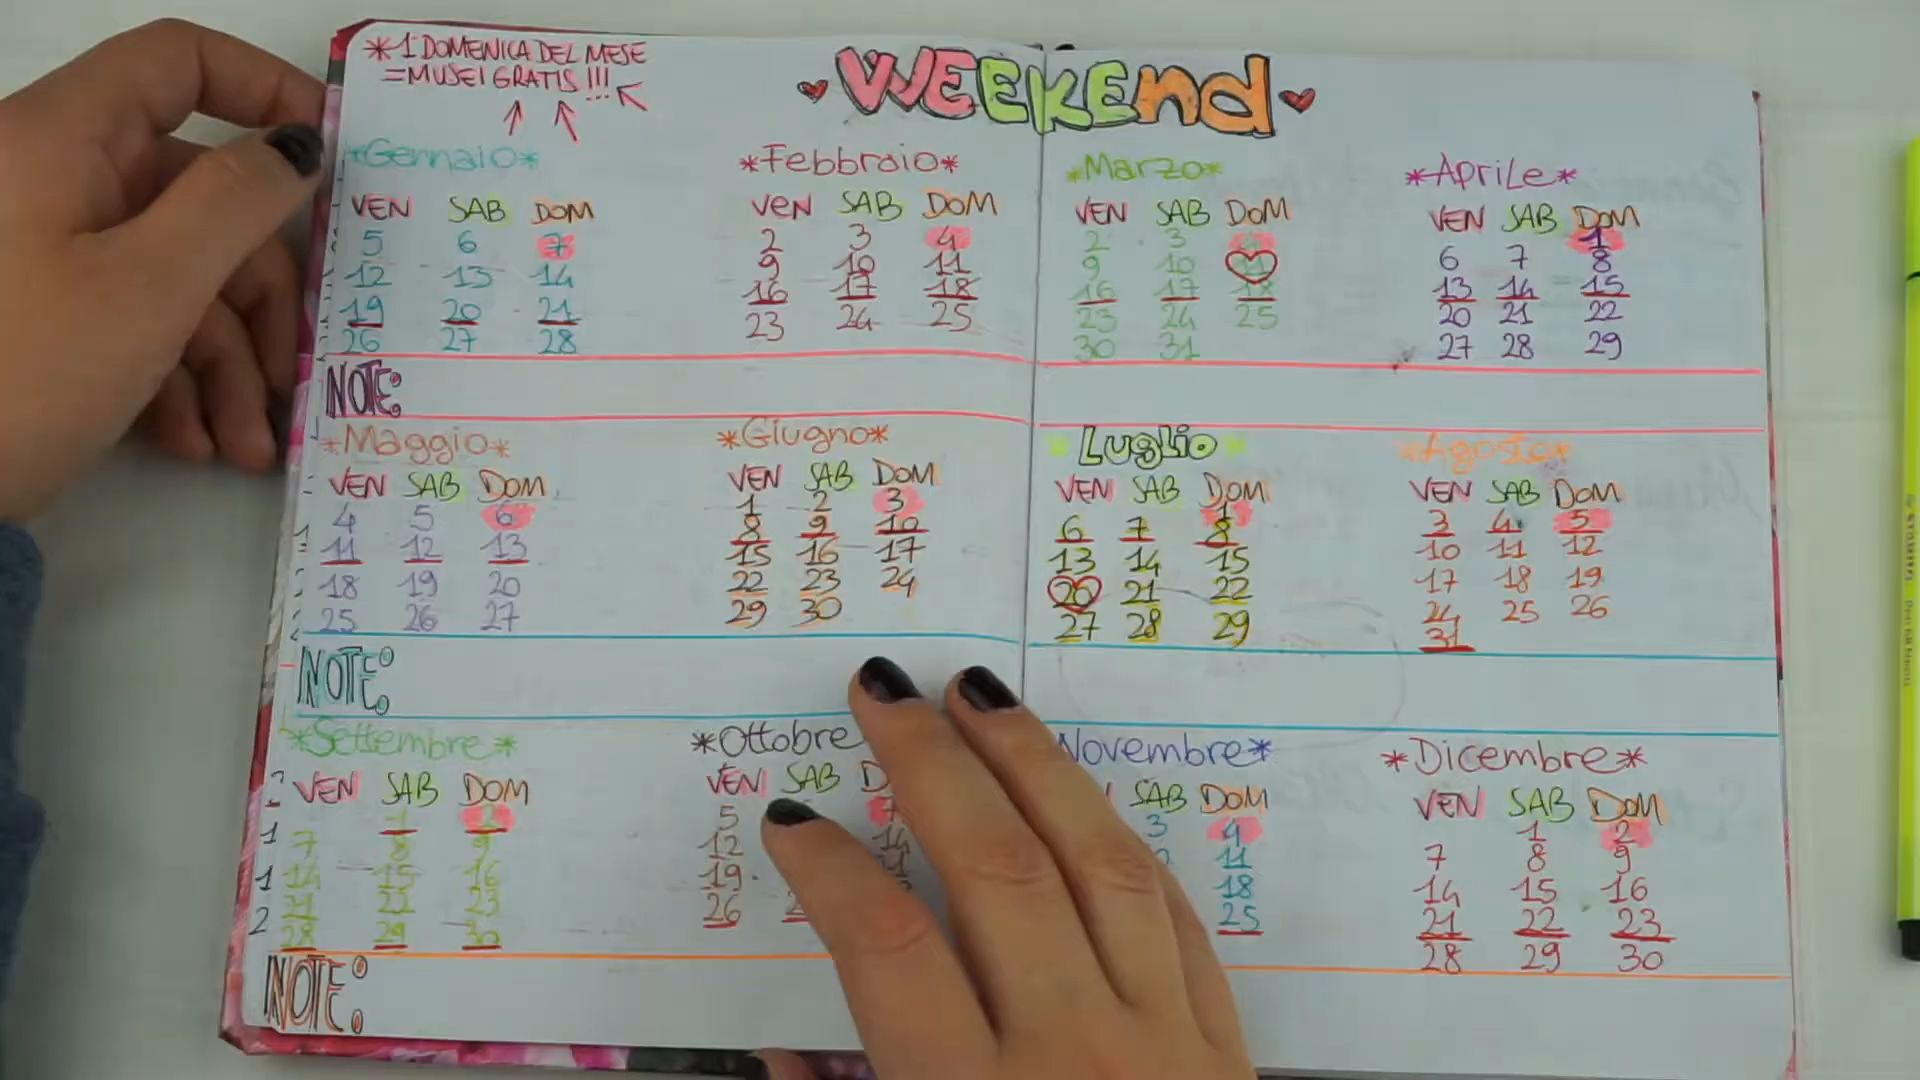 *1 DOMENICA DEL MESE
=MUSEI GRATIS!!!
WEEKEnd
*Gennaio*
VEN SAB DOM
5 6 7
12 13 14
19 20 21
26 27 28
*Febbraio*
VEN SAB DOM
2 3 4
9 10 11
16 17 18
23 24 25
*Marzo*
VEN SAB DOM
2 3 4
9 10 11
16 17 18
23 24 25
30 31
*Aprile*
VEN SAB DOM
1
6 7 8
13 14 15
20 21 22
27 28 29
NOTE:
*Maggio*
VEN SAB DOM
4 5 6
11 12 13
18 19 20
25 26 27
*Giugno*
VEN SAB DOM
1 2 3
8 9 10
15 16 17
22 23 24
29 30
*Luglio*
VEN SAB DOM
1
6 7 8
13 14 15
20 21 22
27 28 29
*Agosto*
VEN SAB DOM
3 4 5
10 11 12
17 18 19
24 25 26
31
NOTE:
*Settembre*
VEN SAB DOM
1 2
7 8 9
14 15 16
21 22 23
28 29 30
*Ottobre
VEN SAB D
5 7
12 14
19 21
26
Novembre*
SAB DOM
3 4
11
18
25
*Dicembre*
VEN SAB DOM
1 2
7 8 9
14 15 16
21 22 23
28 29 30
NOTE: